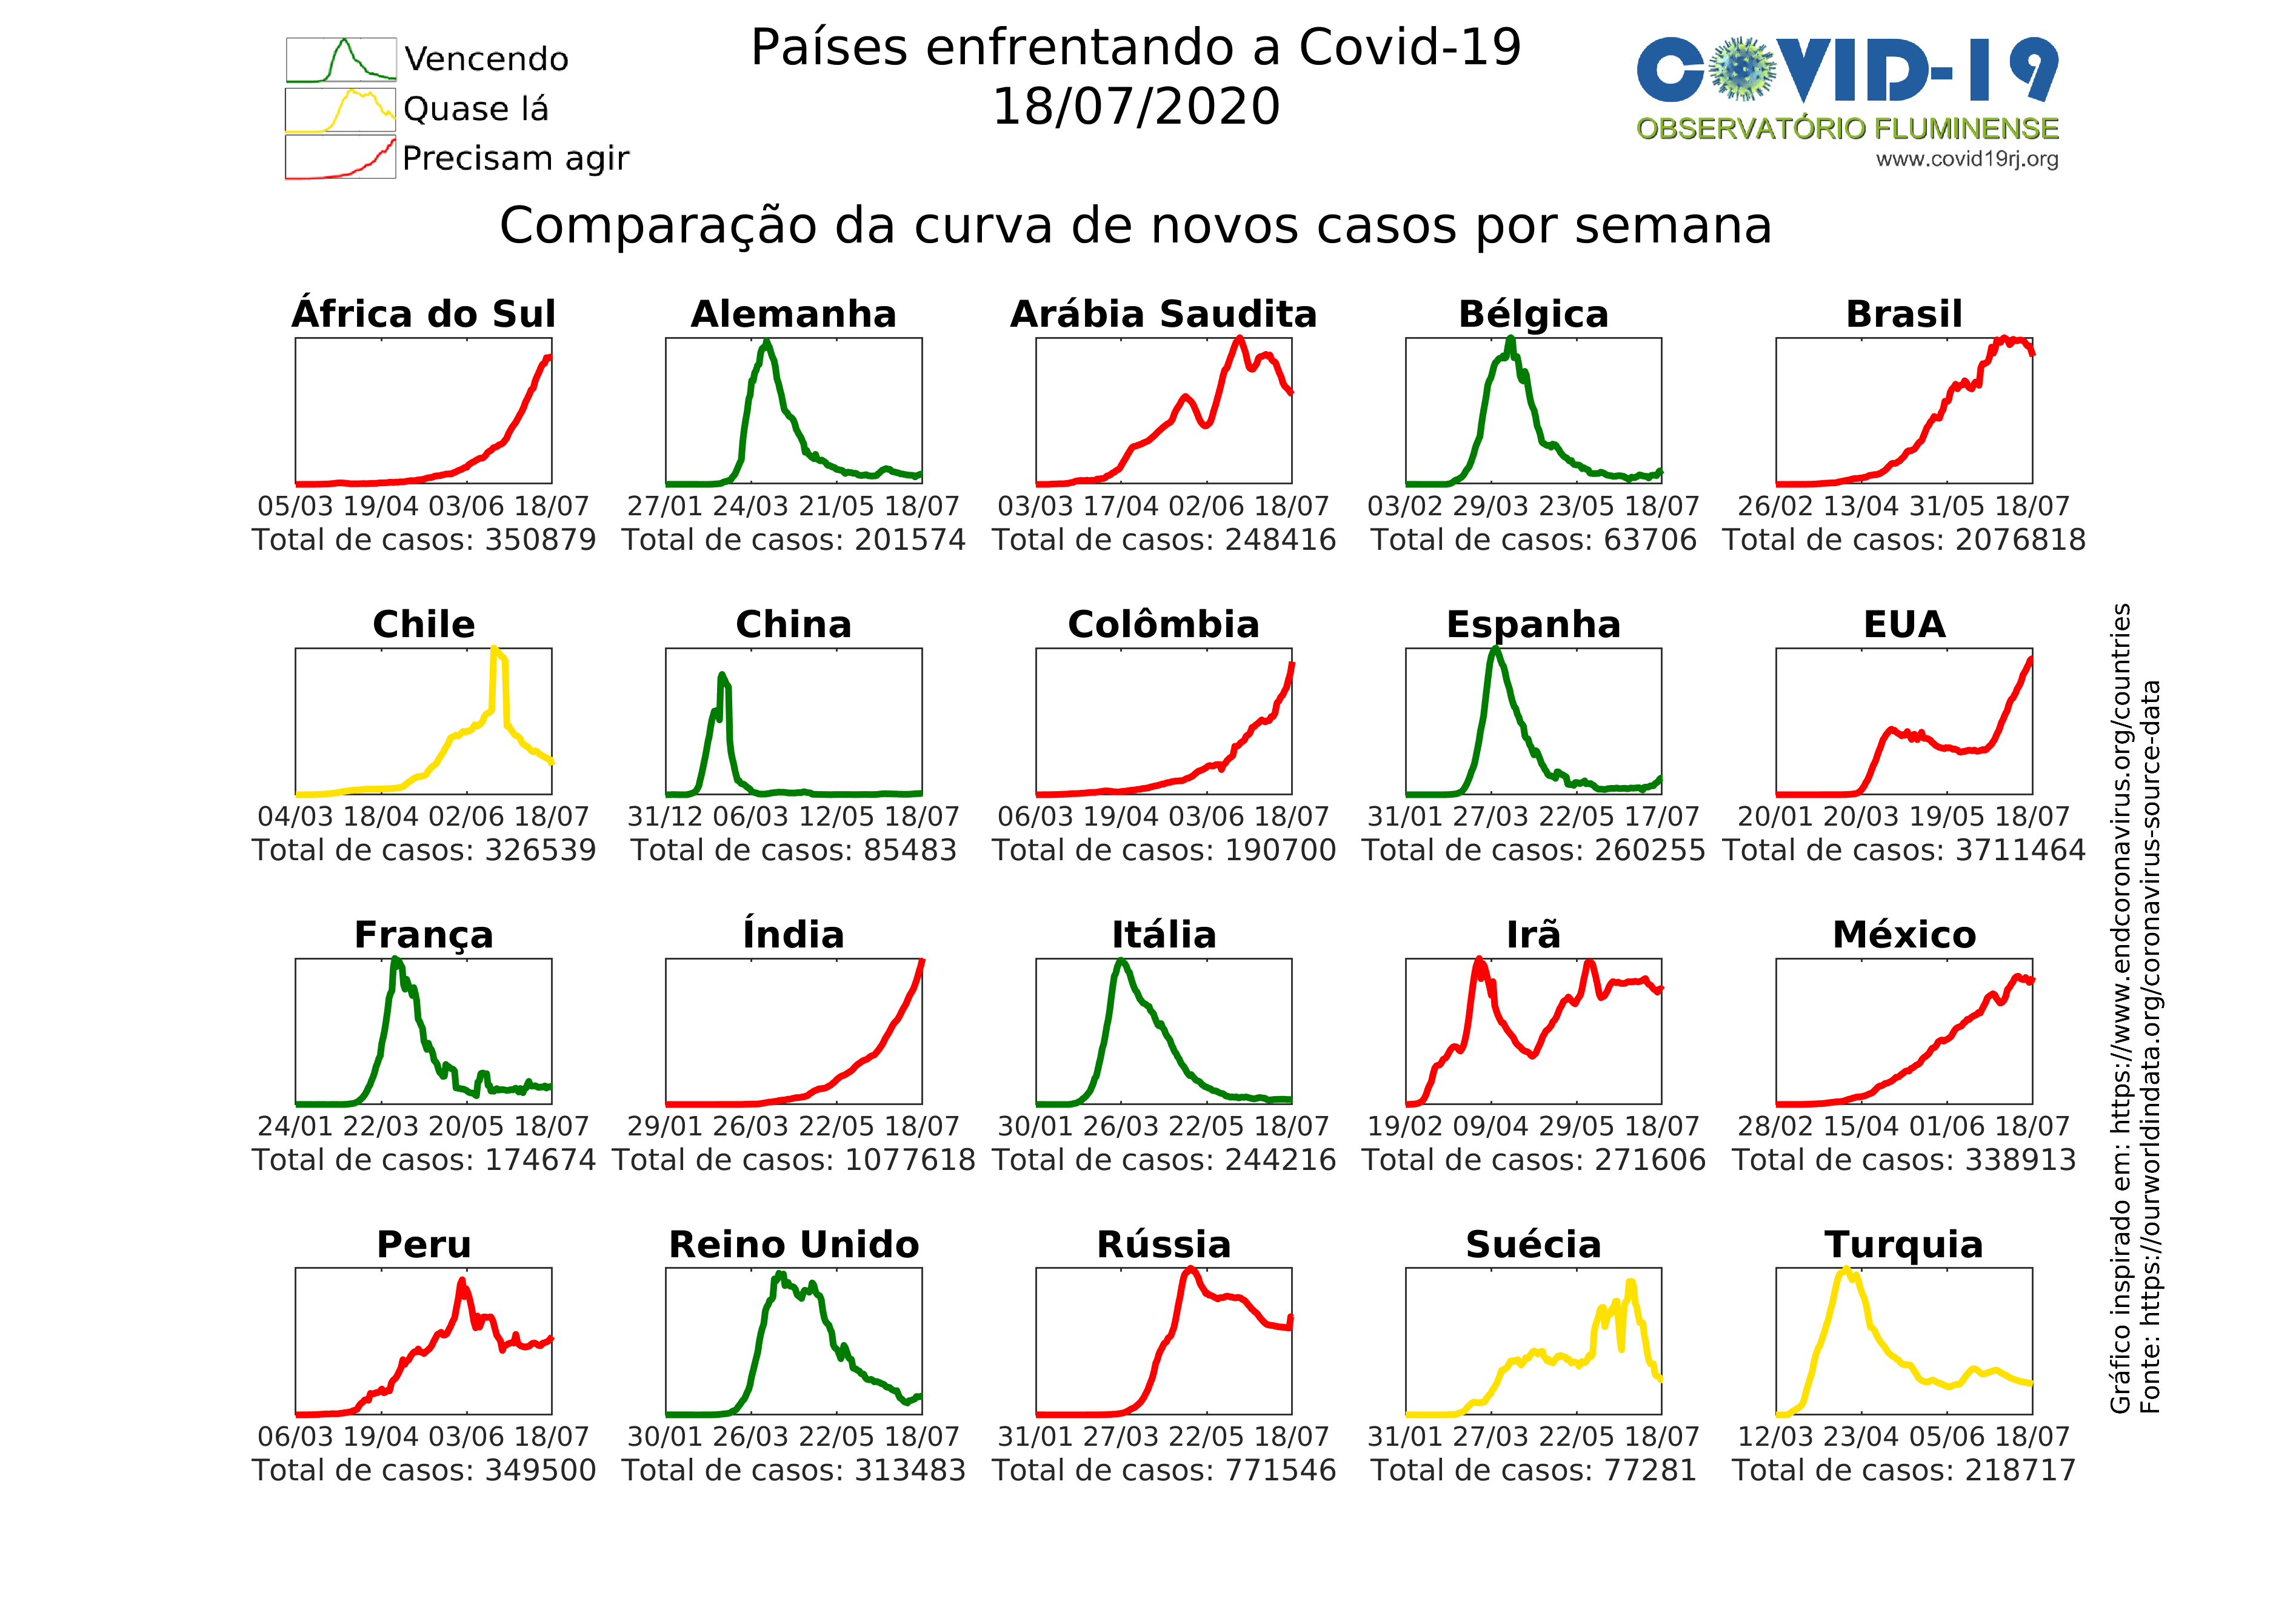 Vencendo
Quase lá
Precisam agir
Países enfrentando a Covid-19
18/07/2020
COVID-19
OBSERVATÓRIO FLUMINENSE
www.covid19rj.org
Comparação da curva de novos casos por semana
África do Sul
05/03 19/04 03/06 18/07
Total de casos: 350879
Alemanha
27/01 24/03 21/05 18/07
Total de casos: 201574
Arábia Saudita
03/03 17/04 02/06 18/07
Total de casos: 248416
Bélgica
03/02 29/03 23/05 18/07
Total de casos: 63706
Brasil
26/02 13/04 31/05 18/07
Total de casos: 2076818
Chile
04/03 18/04 02/06 18/07
Total de casos: 326539
China
31/12 06/03 12/05 18/07
Total de casos: 85483
Colômbia
06/03 19/04 03/06 18/07
Total de casos: 190700
Espanha
31/01 27/03 22/05 17/07
Total de casos: 260255
EUA
20/01 20/03 19/05 18/07
Total de casos: 3711464
França
24/01 22/03 20/05 18/07
Total de casos: 174674
Índia
29/01 26/03 22/05 18/07
Total de casos: 1077618
Itália
30/01 26/03 22/05 18/07
Total de casos: 244216
Irã
19/02 09/04 29/05 18/07
Total de casos: 271606
México
28/02 15/04 01/06 18/07
Total de casos: 338913
Peru
06/03 19/04 03/06 18/07
Total de casos: 349500
Reino Unido
30/01 26/03 22/05 18/07
Total de casos: 313483
Rússia
31/01 27/03 22/05 18/07
Total de casos: 771546
Suécia
31/01 27/03 22/05 18/07
Total de casos: 77281
Turquia
12/03 23/04 05/06 18/07
Total de casos: 218717
Gráfico inspirado em: https://www.endcoronavirus.org/countries
Fonte: https://ourworldindata.org/coronavirus-source-data